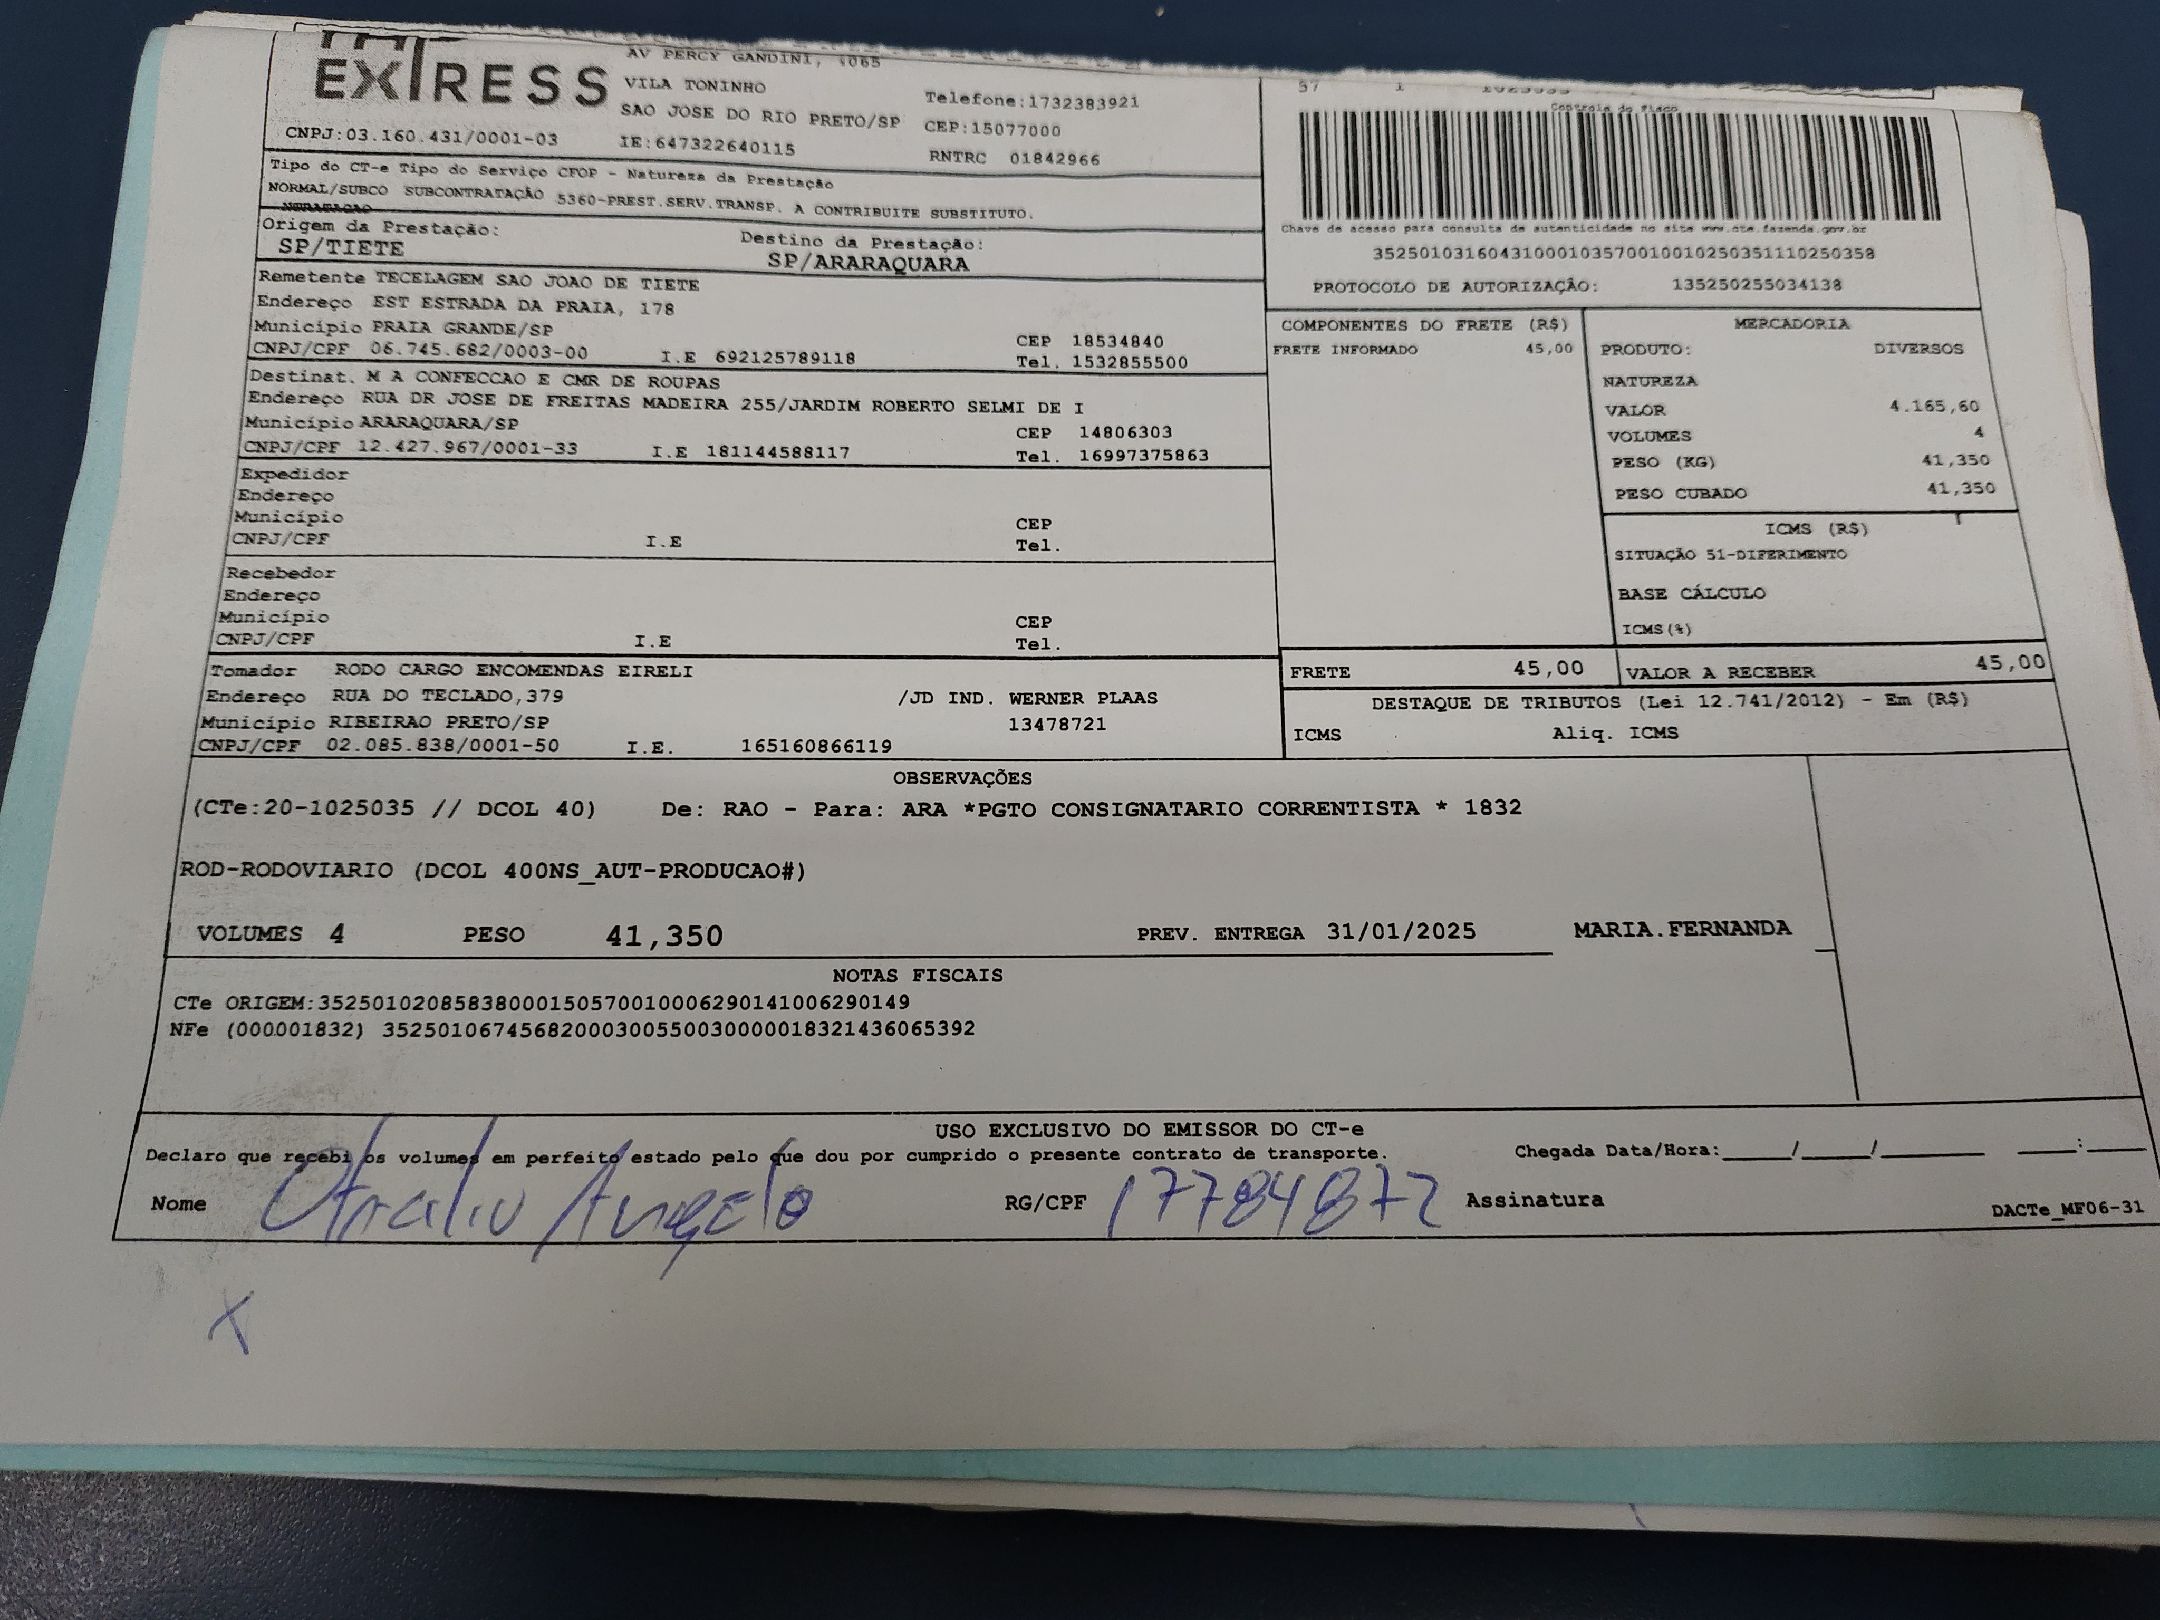 EXPRESS
AV PERCY GANDINI, 4065
VILA TONINHO
SAO JOSE DO RIO PRETO/SP
Telefone:1732383921
CEP:15077000
CNPJ:03.160.431/0001-03
IE:647322640115
RNTRC 01842966
57 1
Controle do Fisco
Tipo do CT-e Tipo do Serviço CFOP - Natureza da Prestação
NORMAL/SUBCO SUBCONTRATAÇÃO 5360-PREST.SERV.TRANSP. A CONTRIBUITE SUBSTITUTO.
NTRATACAO
Origem da Prestação:
SP/TIETE
Destino da Prestação:
SP/ARARAQUARA
Chave de acesso para consulta de autenticidade no site www.cte.fazenda.gov.br
35250103160431000103570010010250351110250358
PROTOCOLO DE AUTORIZAÇÃO: 135250255034138
Remetente TECELAGEM SAO JOAO DE TIETE
Endereço EST ESTRADA DA PRAIA, 178
Município PRAIA GRANDE/SP
CEP 18534840
CNPJ/CPF 06.745.682/0003-00 I.E 692125789118
Tel. 1532855500
Destinat. M A CONFECCAO E CMR DE ROUPAS
Endereço RUA DR JOSE DE FREITAS MADEIRA 255/JARDIM ROBERTO SELMI DE I
Município ARARAQUARA/SP
CEP 14806303
CNPJ/CPF 12.427.967/0001-33 I.E 181144588117
Tel. 16997375863
Expedidor
Endereço
Município CEP
CNPJ/CPF I.E Tel.
Recebedor
Endereço
Município CEP
CNPJ/CPF I.E Tel.
Tomador RODO CARGO ENCOMENDAS EIRELI
Endereço RUA DO TECLADO,379 /JD IND. WERNER PLAAS
Município RIBEIRAO PRETO/SP 13478721
CNPJ/CPF 02.085.838/0001-50 I.E. 165160866119
COMPONENTES DO FRETE (R$)
FRETE INFORMADO 45,00
MERCADORIA
PRODUTO: DIVERSOS
NATUREZA
VALOR 4.165,60
VOLUMES 4
PESO (KG) 41,350
PESO CUBADO 41,350
ICMS (R$)
SITUAÇÃO 51-DIFERIMENTO
BASE CÁLCULO
ICMS(%)
FRETE 45,00 VALOR A RECEBER 45,00
DESTAQUE DE TRIBUTOS (Lei 12.741/2012) - Em (R$)
ICMS Aliq. ICMS
OBSERVAÇÕES
(CTe:20-1025035 // DCOL 40) De: RAO - Para: ARA *PGTO CONSIGNATARIO CORRENTISTA * 1832
ROD-RODOVIARIO (DCOL 400NS_AUT-PRODUCAO#)
VOLUMES 4 PESO 41,350 PREV. ENTREGA 31/01/2025 MARIA.FERNANDA
NOTAS FISCAIS
CTe ORIGEM:35250102085838000150570010006290141006290149
NFe (000001832) 35250106745682000300550030000018321436065392
USO EXCLUSIVO DO EMISSOR DO CT-e
Declaro que recebi os volumes em perfeito estado pelo que dou por cumprido o presente contrato de transporte. Chegada Data/Hora:____/____/______ ___:____
Nome Angelo RG/CPF 17784872 Assinatura
DACTe_MF06-31
X